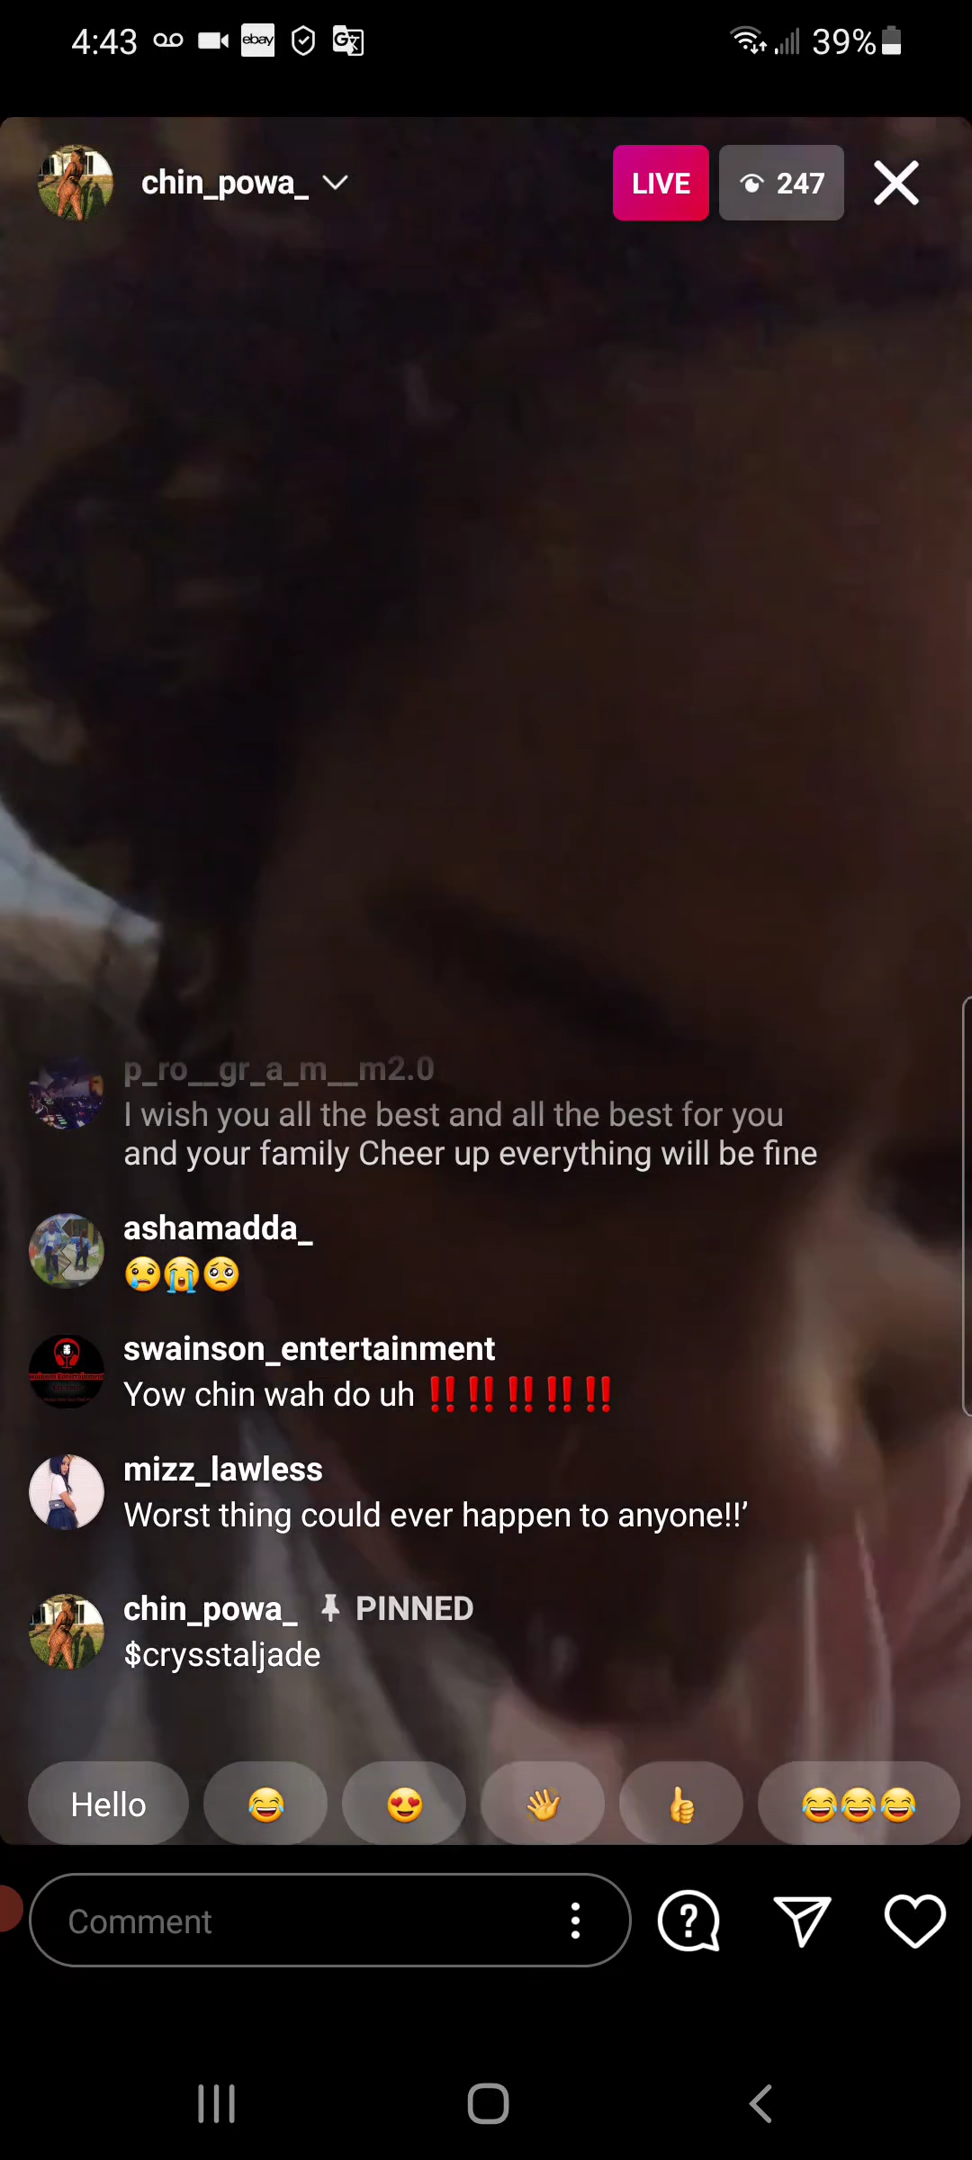 4:43 ebay 39%
chin_powa_ LIVE 247
p_ro__gr_a_m__m2.0
I wish you all the best and all the best for you
and your family Cheer up everything will be fine
ashamadda_
😢😭🥺
swainson_entertainment
Yow chin wah do uh ‼️‼️‼️‼️‼️
mizz_lawless
Worst thing could ever happen to anyone!!’
chin_powa_ PINNED
$crysstaljade
Hello 😂 😍 👋 👍 😂😂😂
Comment